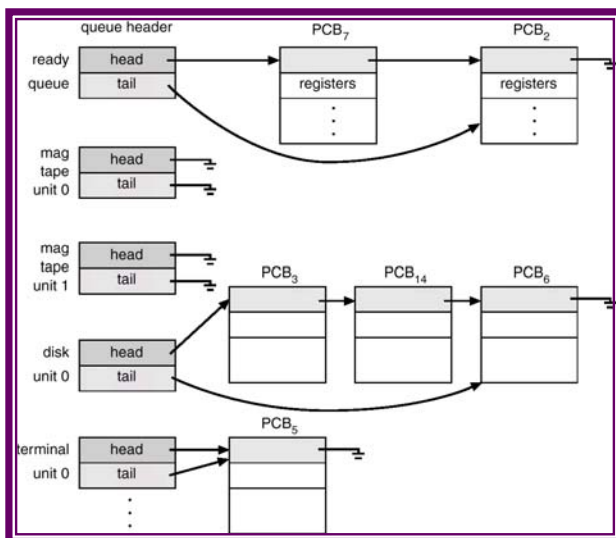 queue header PCB7 PCB2
ready head
queue tail registers registers
mag head
tape tail
unit 0
mag head
tape tail
unit 1
PCB3 PCB14 PCB6
disk head
unit 0 tail
PCB5
terminal head
unit 0 tail